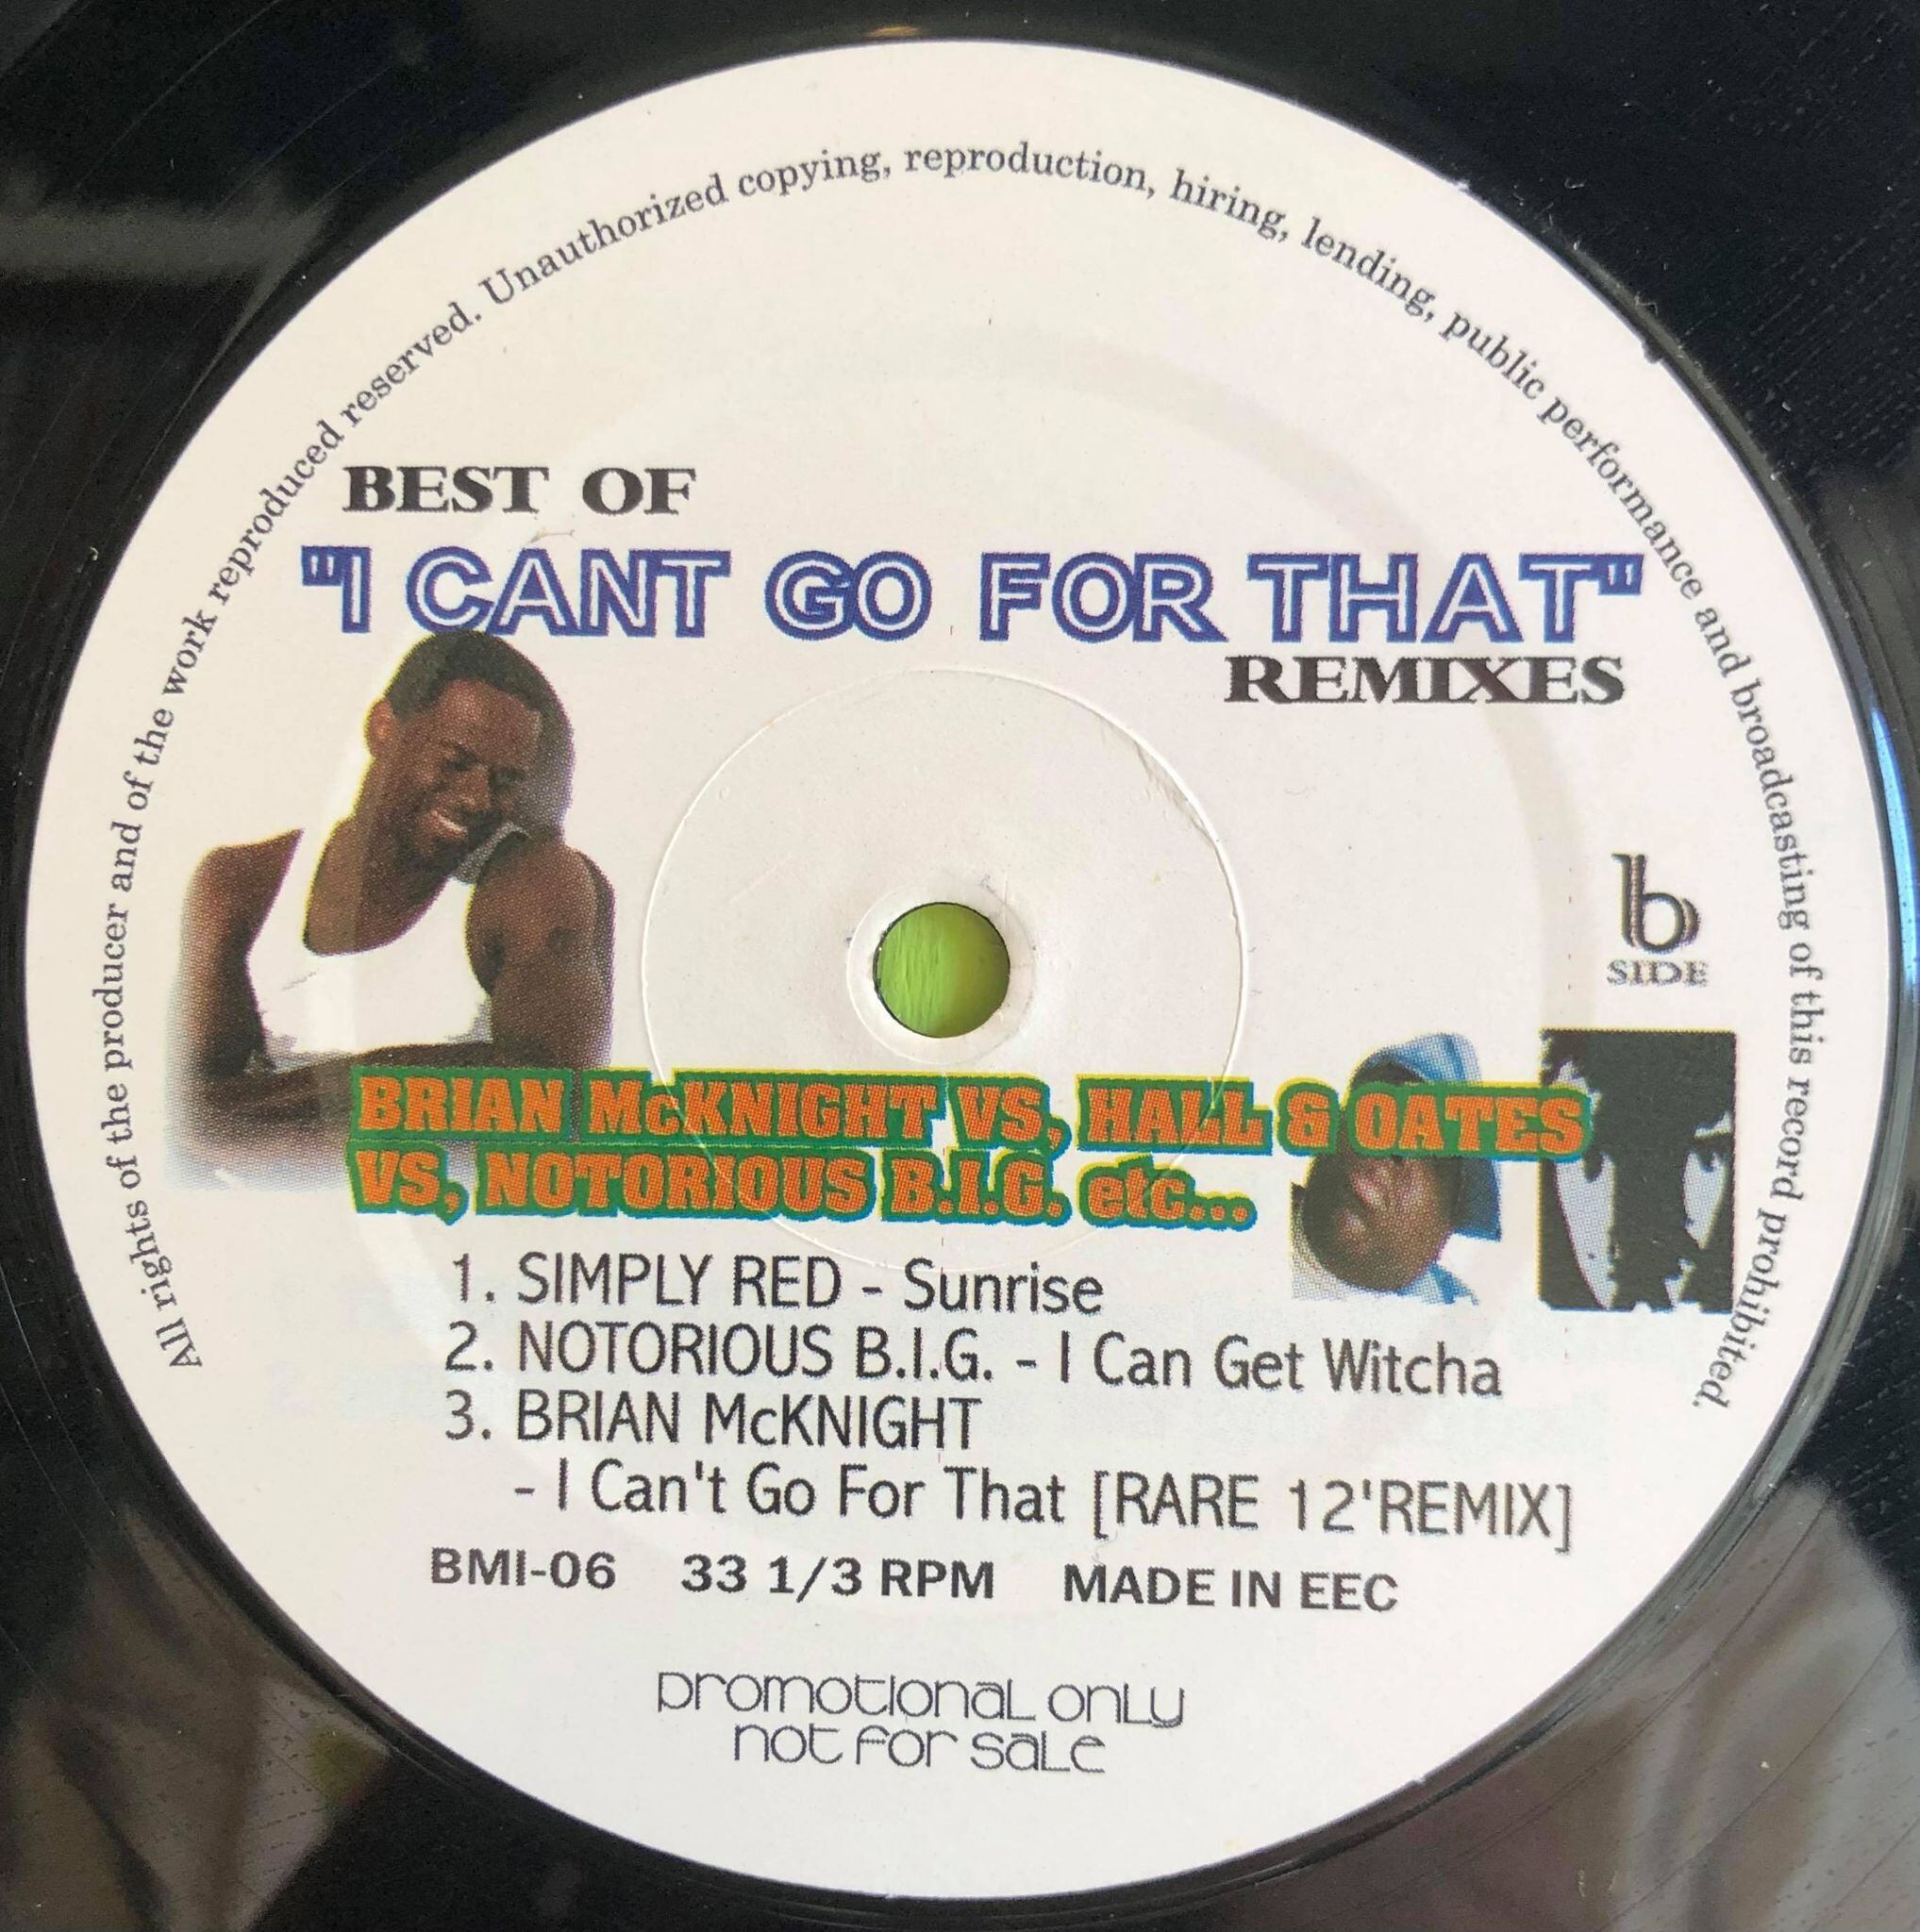 All rights of the producer and of the work reproduced reserved. Unauthorized copying, reproduction, hiring, lending, public performance and broadcasting of this record prohibited.
BEST OF
"I CANT GO FOR THAT"
REMIXES
b
SIDE
BRIAN McKNIGHT VS, HALL & OATES
VS, NOTORIOUS B.I.G. etc...
1. SIMPLY RED - Sunrise
2. NOTORIOUS B.I.G. - I Can Get Witcha
3. BRIAN McKNIGHT
- I Can't Go For That [RARE 12'REMIX]
BMI-06 33 1/3 RPM MADE IN EEC
promotional only
not for sale